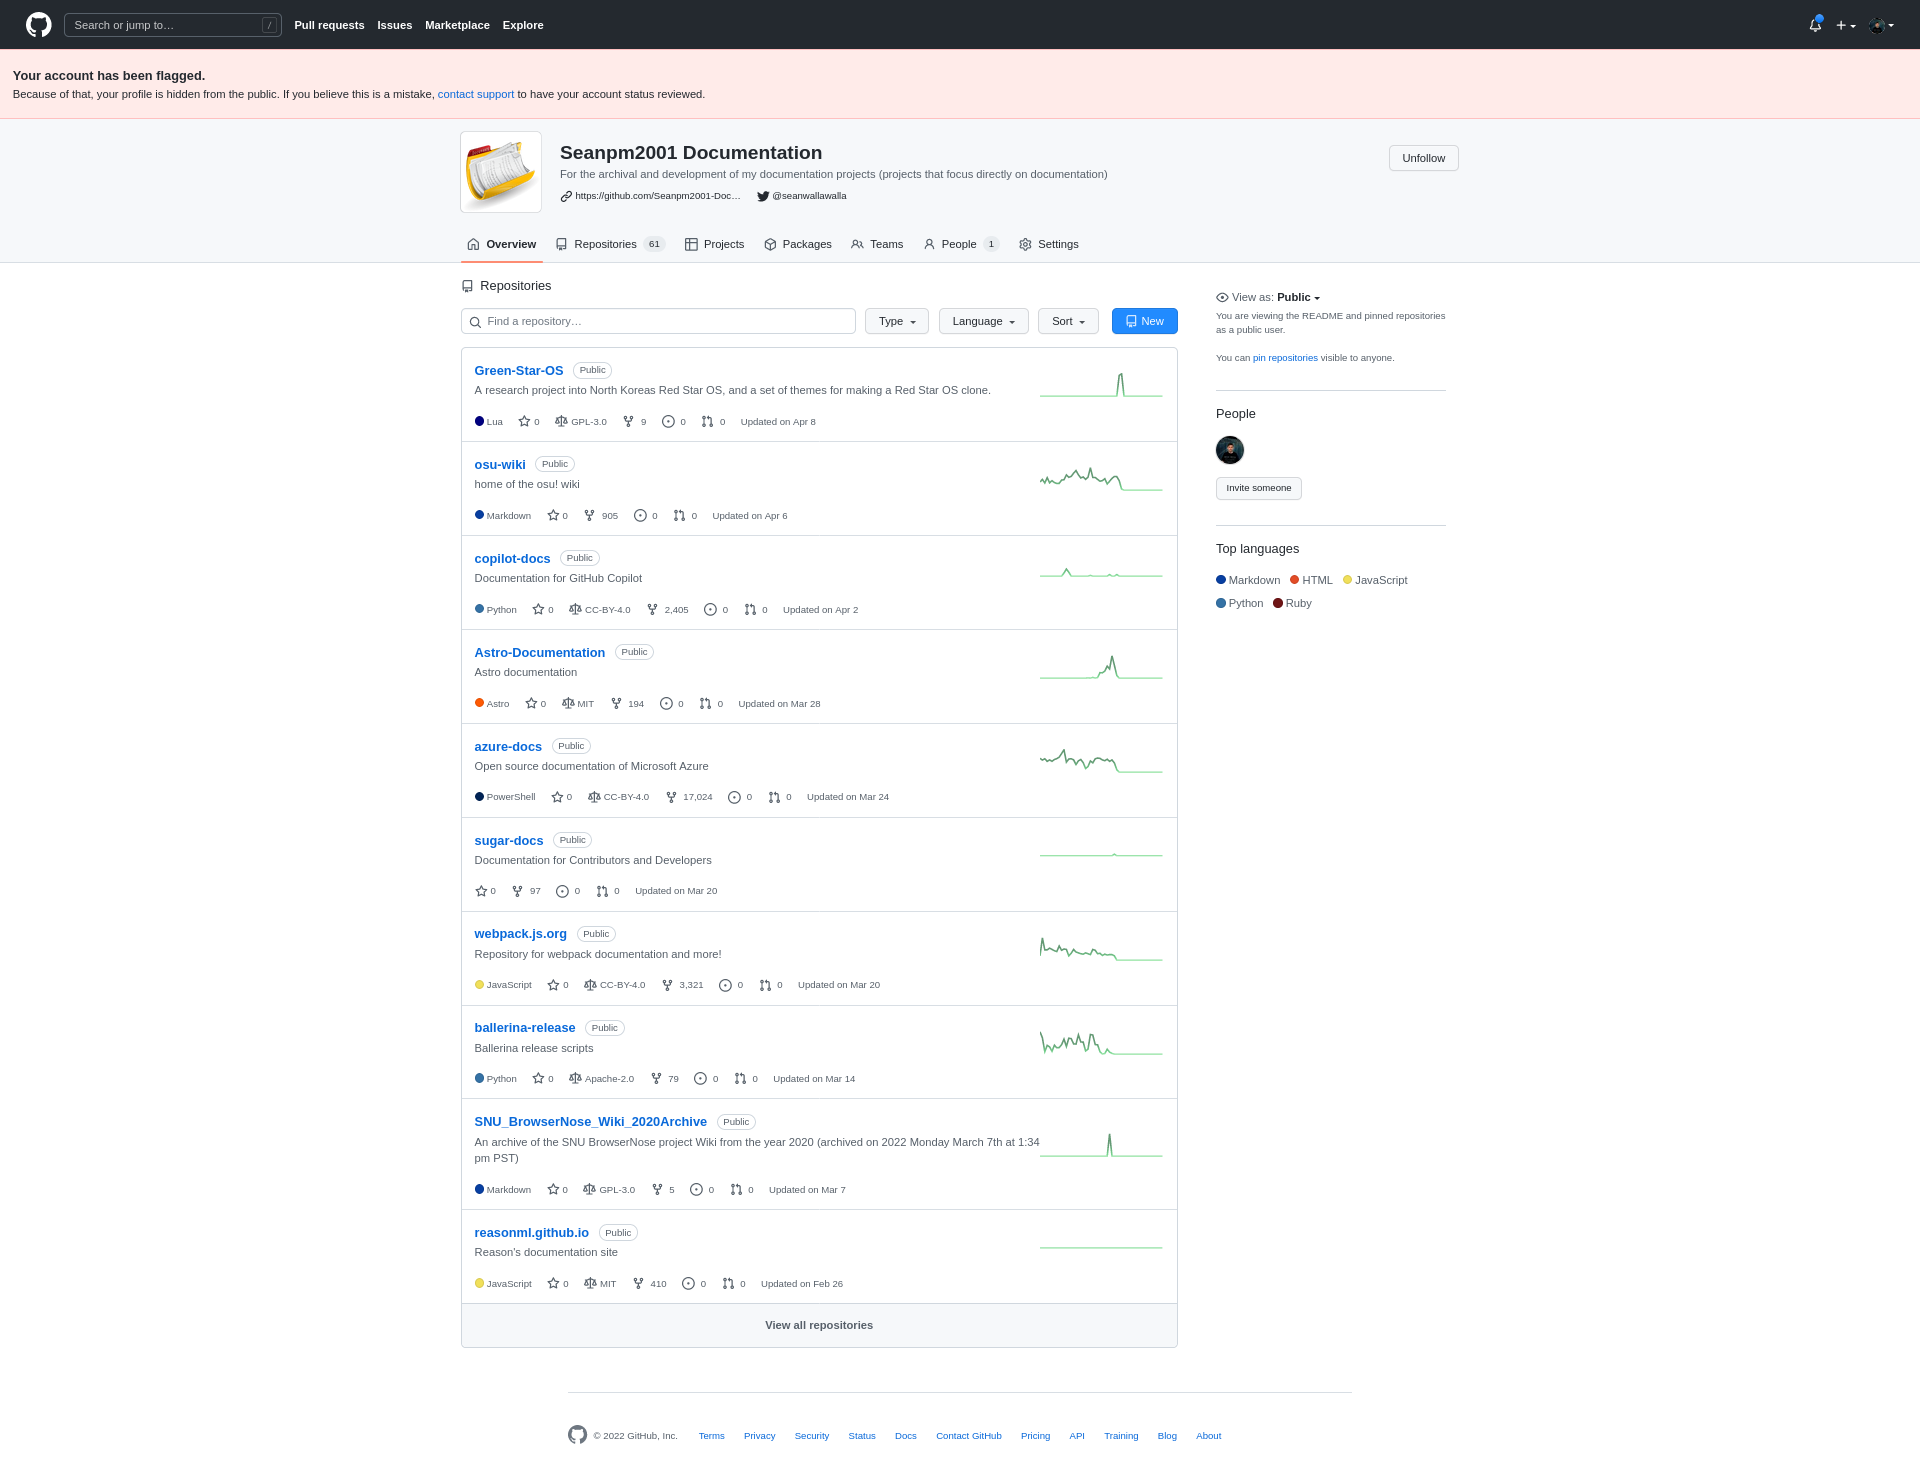 Search or jump to… /
Pull requests Issues Marketplace Explore
Your account has been flagged.
Because of that, your profile is hidden from the public. If you believe this is a mistake, contact support to have your account status reviewed.
Seanpm2001 Documentation
For the archival and development of my documentation projects (projects that focus directly on documentation)
https://github.com/Seanpm2001-Doc… @seanwallawalla
Unfollow
Overview Repositories 61 Projects Packages Teams People 1 Settings
Repositories
Find a repository… Type Language Sort New
Green-Star-OS Public
A research project into North Koreas Red Star OS, and a set of themes for making a Red Star OS clone.
Lua 0 GPL-3.0 9 0 0 Updated on Apr 8
osu-wiki Public
home of the osu! wiki
Markdown 0 905 0 0 Updated on Apr 6
copilot-docs Public
Documentation for GitHub Copilot
Python 0 CC-BY-4.0 2,405 0 0 Updated on Apr 2
Astro-Documentation Public
Astro documentation
Astro 0 MIT 194 0 0 Updated on Mar 28
azure-docs Public
Open source documentation of Microsoft Azure
PowerShell 0 CC-BY-4.0 17,024 0 0 Updated on Mar 24
sugar-docs Public
Documentation for Contributors and Developers
0 97 0 0 Updated on Mar 20
webpack.js.org Public
Repository for webpack documentation and more!
JavaScript 0 CC-BY-4.0 3,321 0 0 Updated on Mar 20
ballerina-release Public
Ballerina release scripts
Python 0 Apache-2.0 79 0 0 Updated on Mar 14
SNU_BrowserNose_Wiki_2020Archive Public
An archive of the SNU BrowserNose project Wiki from the year 2020 (archived on 2022 Monday March 7th at 1:34
pm PST)
Markdown 0 GPL-3.0 5 0 0 Updated on Mar 7
reasonml.github.io Public
Reason's documentation site
JavaScript 0 MIT 410 0 0 Updated on Feb 26
View all repositories
View as: Public
You are viewing the README and pinned repositories
as a public user.
You can pin repositories visible to anyone.
People
Invite someone
Top languages
Markdown HTML JavaScript
Python Ruby
© 2022 GitHub, Inc. Terms Privacy Security Status Docs Contact GitHub Pricing API Training Blog About